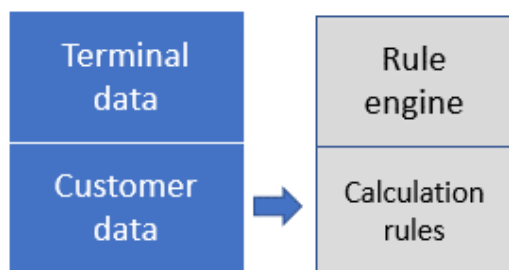 Terminal
data
Customer
data
Rule
engine
Calculation
rules